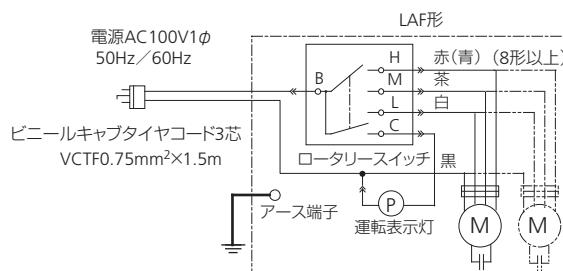 LAF形
電源AC100V1φ
50Hz／60Hz
H 赤（青）（8形以上）
B M 茶
L 白
C
ビニールキャブタイヤコード3芯
VCTF0.75mm²×1.5m
ロータリースイッチ 黒
アース端子
P
運転表示灯
M M